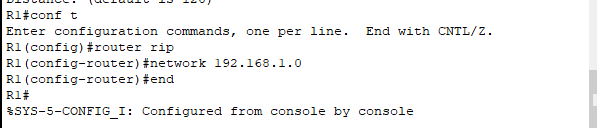 Distance: (default is 120)
R1#conf t
Enter configuration commands, one per line.  End with CNTL/Z.
R1(config)#router rip
R1(config-router)#network 192.168.1.0
R1(config-router)#end
R1#
%SYS-5-CONFIG_I: Configured from console by console